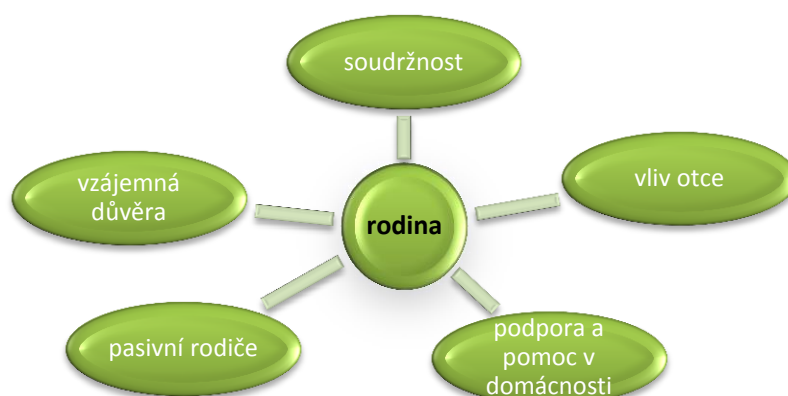 soudržnost
vzájemná
důvěra
vliv otce
rodina
pasivní rodiče
podpora a
pomoc v
domácnosti